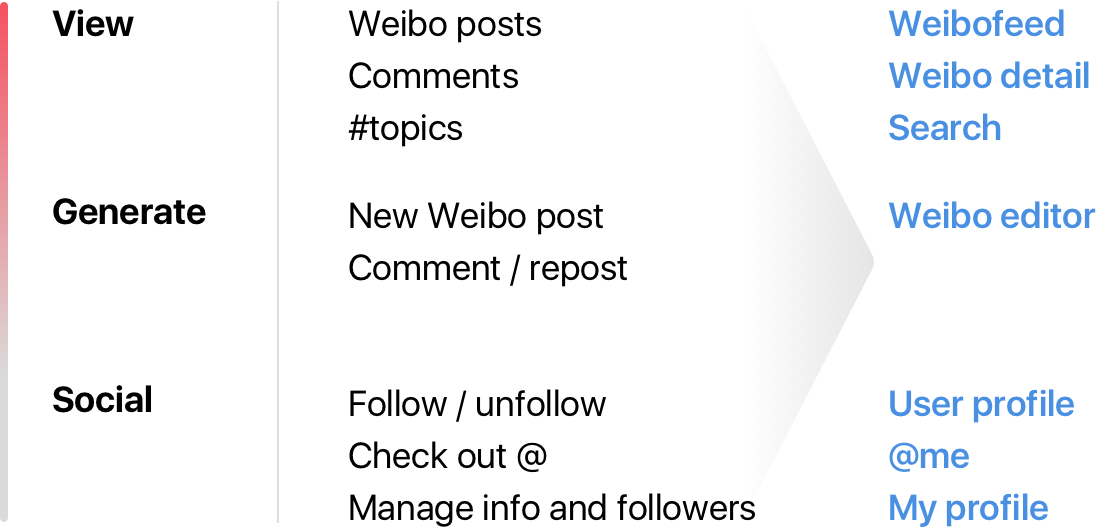 View Weibo posts Weibofeed
Comments Weibo detail
#topics Search
Generate New Weibo post Weibo editor
Comment / repost
Social Follow / unfollow User profile
Check out @ @me
Manage info and followers My profile